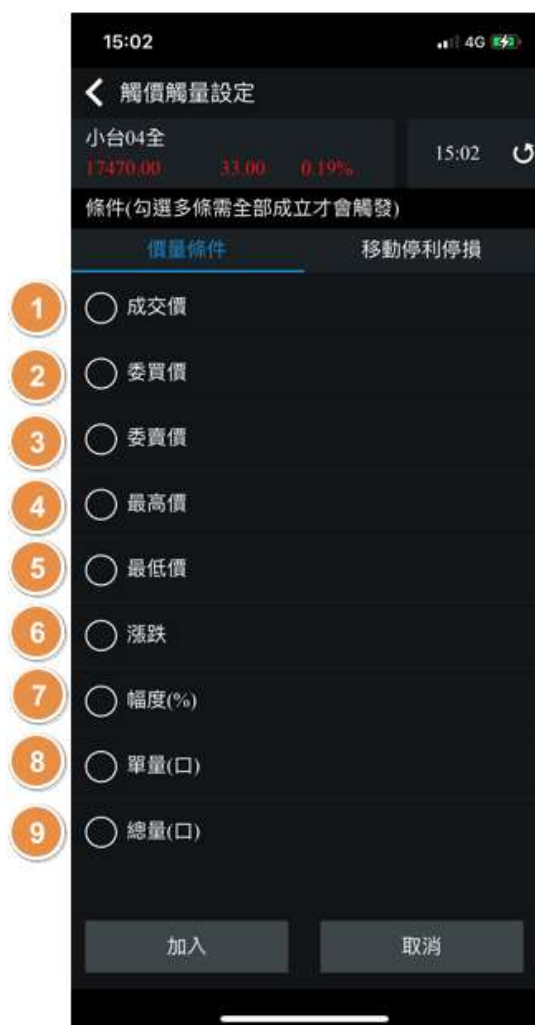 15:02 4G
觸價觸量設定
小台04全
17470.00 33.00 0.19% 15:02
條件(勾選多條需全部成立才會觸發)
價量條件 移動停利停損
1 成交價
2 委買價
3 委賣價
4 最高價
5 最低價
6 漲跌
7 幅度(%)
8 單量(口)
9 總量(口)
加入 取消